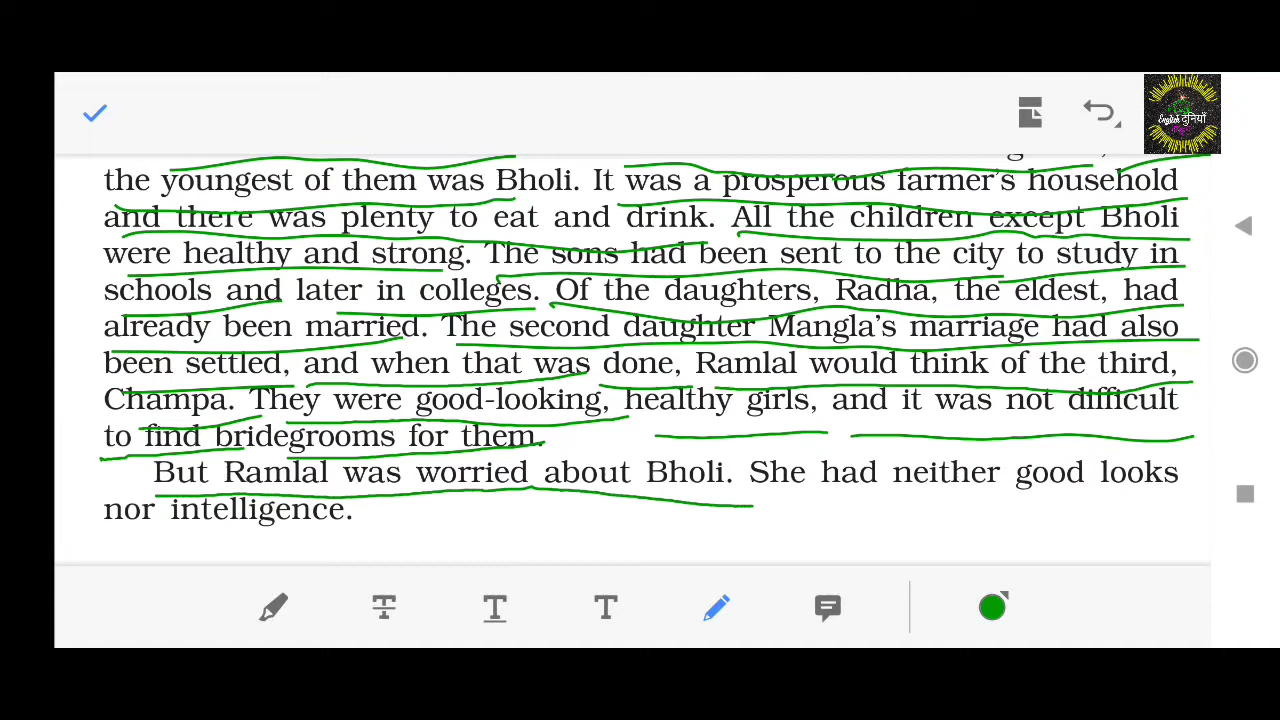 English दुनियाँ
the youngest of them was Bholi. It was a prosperous farmer's household
and there was plenty to eat and drink. All the children except Bholi
were healthy and strong. The sons had been sent to the city to study in
schools and later in colleges. Of the daughters, Radha, the eldest, had
already been married. The second daughter Mangla's marriage had also
been settled, and when that was done, Ramlal would think of the third,
Champa. They were good-looking, healthy girls, and it was not difficult
to find bridegrooms for them.
But Ramlal was worried about Bholi. She had neither good looks
nor intelligence.